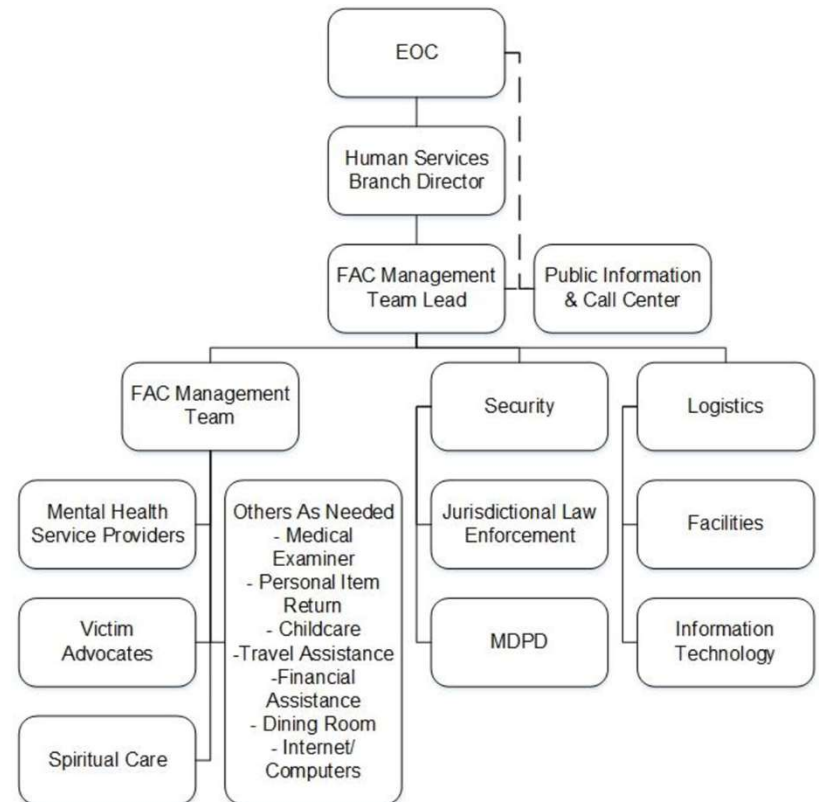 EOC
Human Services
Branch Director
FAC Management
Team Lead
Public Information
& Call Center
FAC Management
Team
Security
Logistics
Mental Health
Service Providers
Others As Needed
- Medical
Examiner
- Personal Item
Return
- Childcare
-Travel Assistance
-Financial
Assistance
- Dining Room
- Internet/
Computers
Jurisdictional Law
Enforcement
Facilities
Victim
Advocates
MDPD
Information
Technology
Spiritual Care